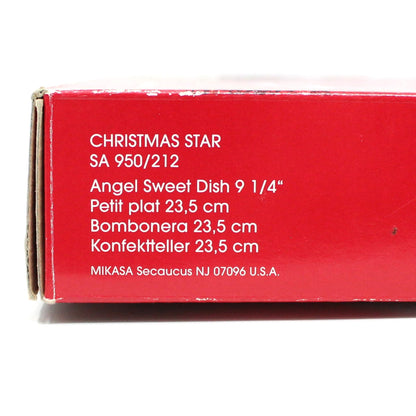 CHRISTMAS STAR
SA 950/212
Angel Sweet Dish 9 1/4“
Petit plat 23,5 cm
Bombonera 23,5 cm
Konfektteller 23,5 cm
MIKASA Secaucus NJ 07096 U.S.A.